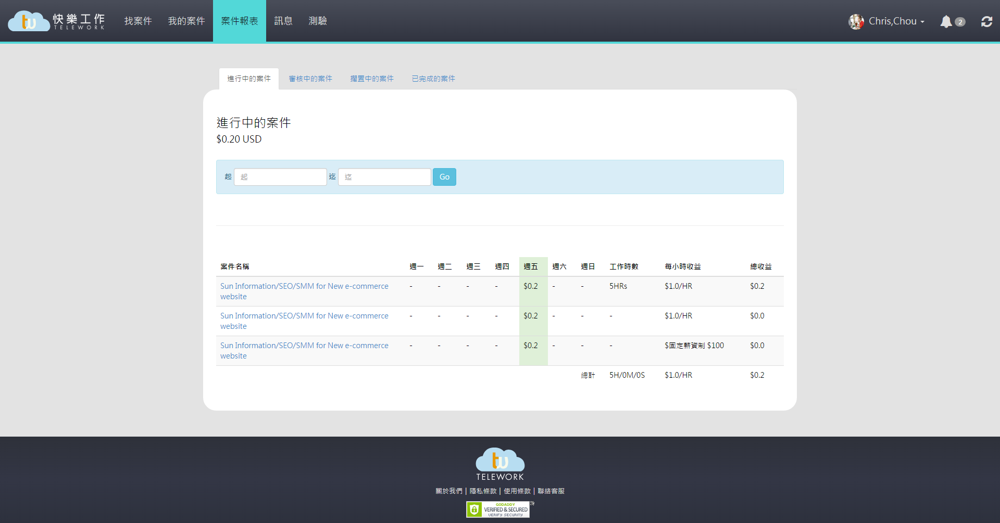 tw 快樂工作 TELEWORK 找案件 我的案件 案件報表 訊息 測驗 Chris,Chou 2
進行中的案件 審核中的案件 擱置中的案件 已完成的案件
進行中的案件
$0.20 USD
起 起 迄 迄 Go
案件名稱 週一 週二 週三 週四 週五 週六 週日 工作時數 每小時收益 總收益
Sun Information/SEO/SMM for New e-commerce - - - - $0.2 - - 5HRs $1.0/HR $0.2
website
Sun Information/SEO/SMM for New e-commerce - - - - $0.2 - - - $1.0/HR $0.0
website
Sun Information/SEO/SMM for New e-commerce - - - - $0.2 - - - $固定薪資制 $100 $0.0
website
總計 5H/0M/0S $1.0/HR $0.2
tw
TELEWORK
關於我們 | 隱私條款 | 使用條款 | 聯絡客服
GODADDY
VERIFIED & SECURED
VERIFY SECURITY